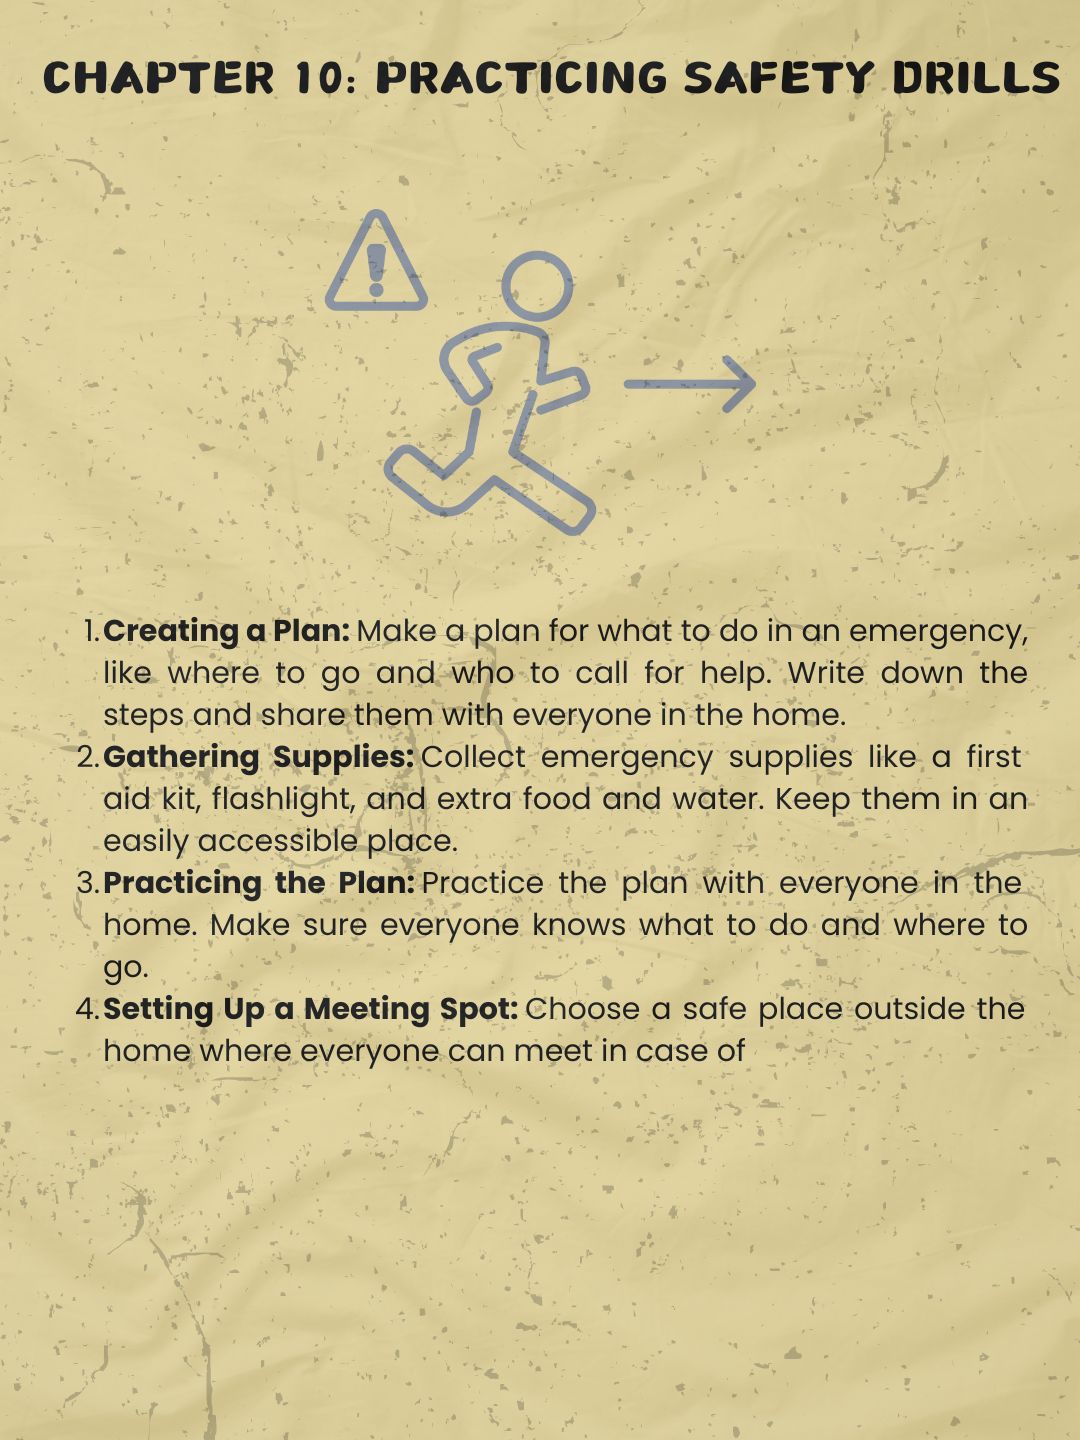 CHAPTER 10: PRACTICING SAFETY DRILLS
1. Creating a Plan: Make a plan for what to do in an emergency,
like where to go and who to call for help. Write down the
steps and share them with everyone in the home.
2. Gathering Supplies: Collect emergency supplies like a first
aid kit, flashlight, and extra food and water. Keep them in an
easily accessible place.
3. Practicing the Plan: Practice the plan with everyone in the
home. Make sure everyone knows what to do and where to
go.
4. Setting Up a Meeting Spot: Choose a safe place outside the
home where everyone can meet in case of